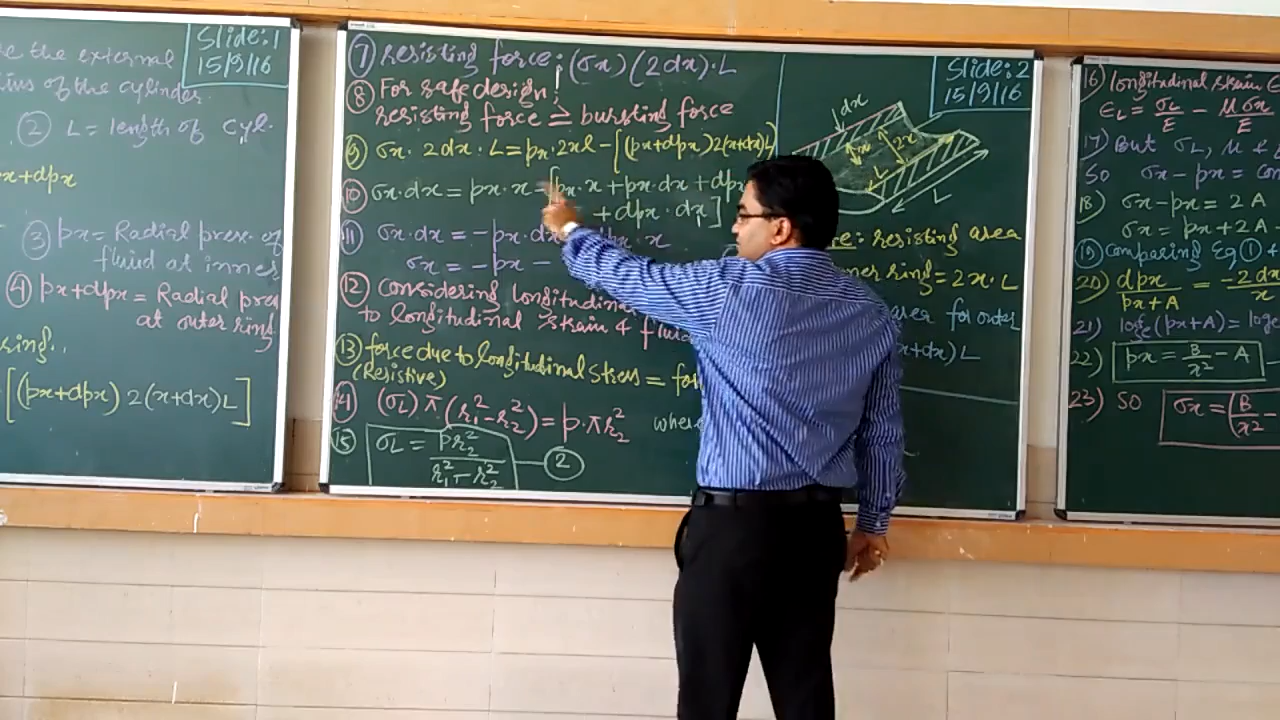 Slide:1
15/9/16
e the external
ius of the cylinder.
② L = length of cyl.
x+dpx
③ px = Radial pres. of
fluid at inner
④ px+dpx = Radial pre
at outer ring
ring.
[(px+dpx) 2(x+dx)L]
Slide:2
15/9/16
⑦ resisting force: (σx) (2dx)·L
⑧ For safe design,
resisting force ≥ bursting force
⑨ σx · 2dx · L = px·2xL - [(px+dpx)2(x+dx)L]
⑩ σx·dx = px·x - [px·x + px·dx + dpx
+ dpx·dx]
11 σx·dx = -px·dx x
σx = -px -
⑫ Considering longitudina
to longitudinal strain & fluid
⑬ force due to longitudinal stress = for
(Resistive)
14 (σL) π (r₁² - r₂²) = p·πr₂² where
⑮ σL = pr₂² / r₁² - r₂² — ②
dx
x
2x
L
L
re: resisting area
ner ring = 2x·L
area for outer
x+dx) L
16) longitudinal strain E
EL = σL/E - μσx/E
17) But σL, μ &
So σx - px = con
18) σx - px = 2A
σx = px + 2A
⑲ comparing Eq ① &
20) dpx / px+A = -2dx / x
21) logₑ (px+A) = logₑ
22) px = B/x² - A
23) So σx = (B/x² -